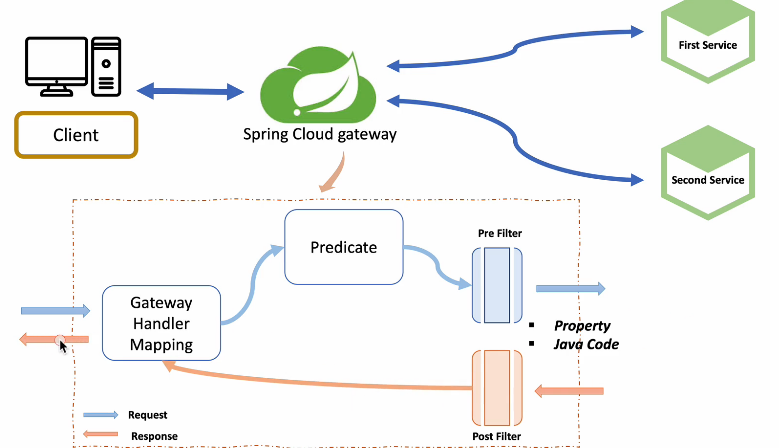 First Service
Client
Spring Cloud gateway
Second Service
Pre Filter
Predicate
Gateway
Handler
Mapping
▪ Property
▪ Java Code
Request
Response
Post Filter